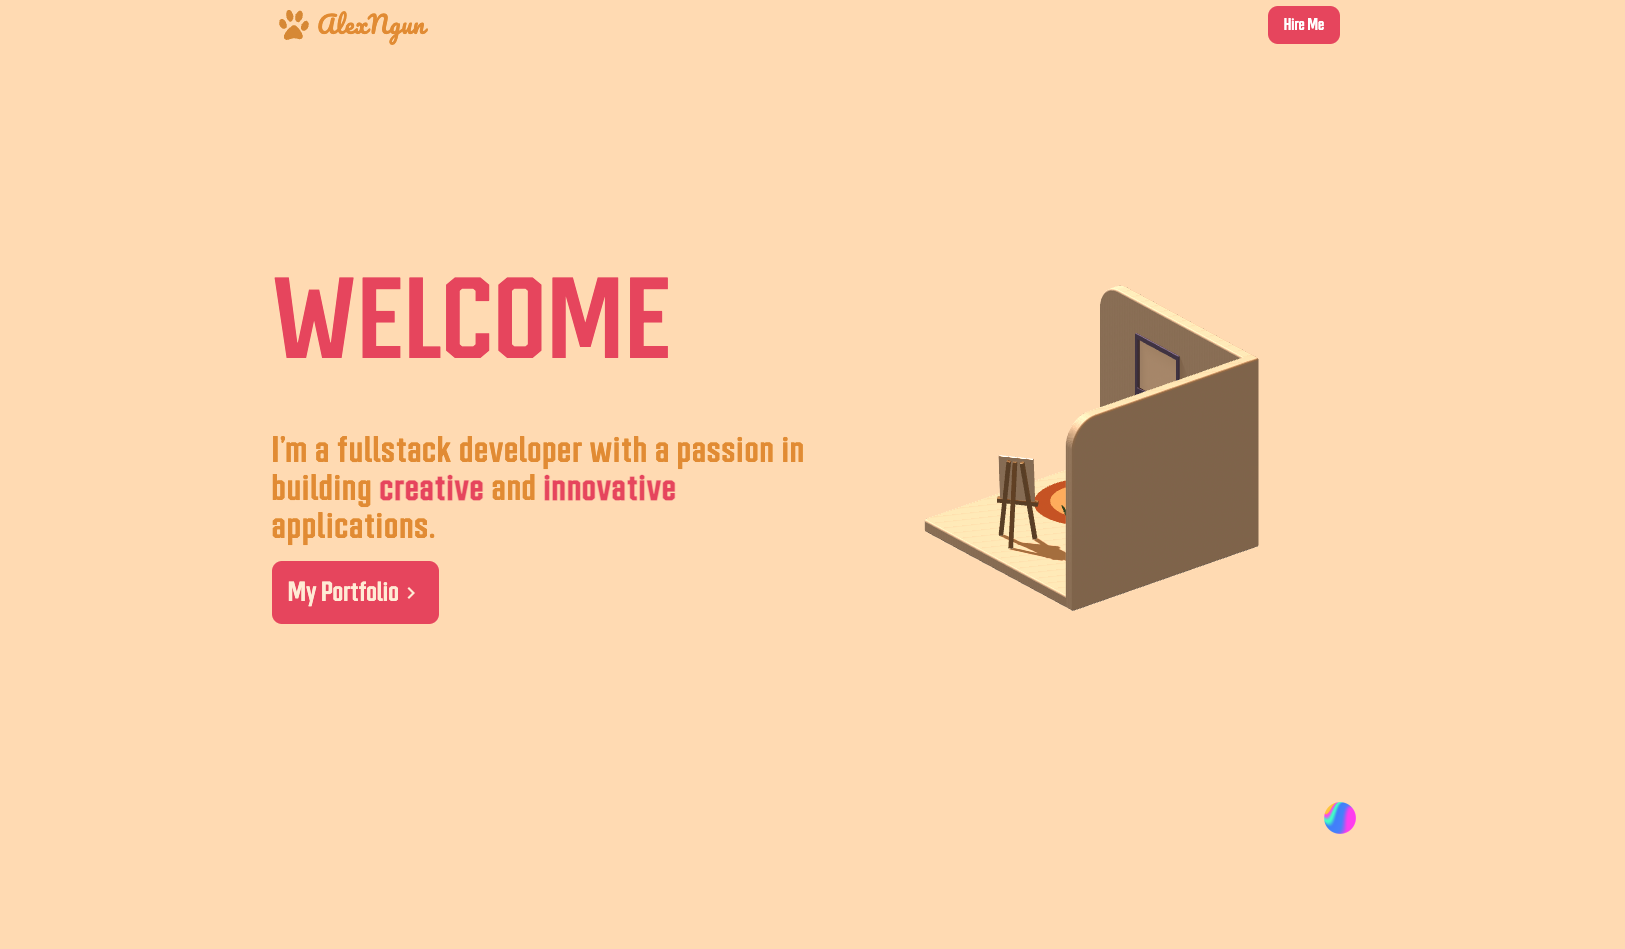 AlexNgun
Hire Me
WELCOME
I'm a fullstack developer with a passion in
building creative and innovative
applications.
My Portfolio